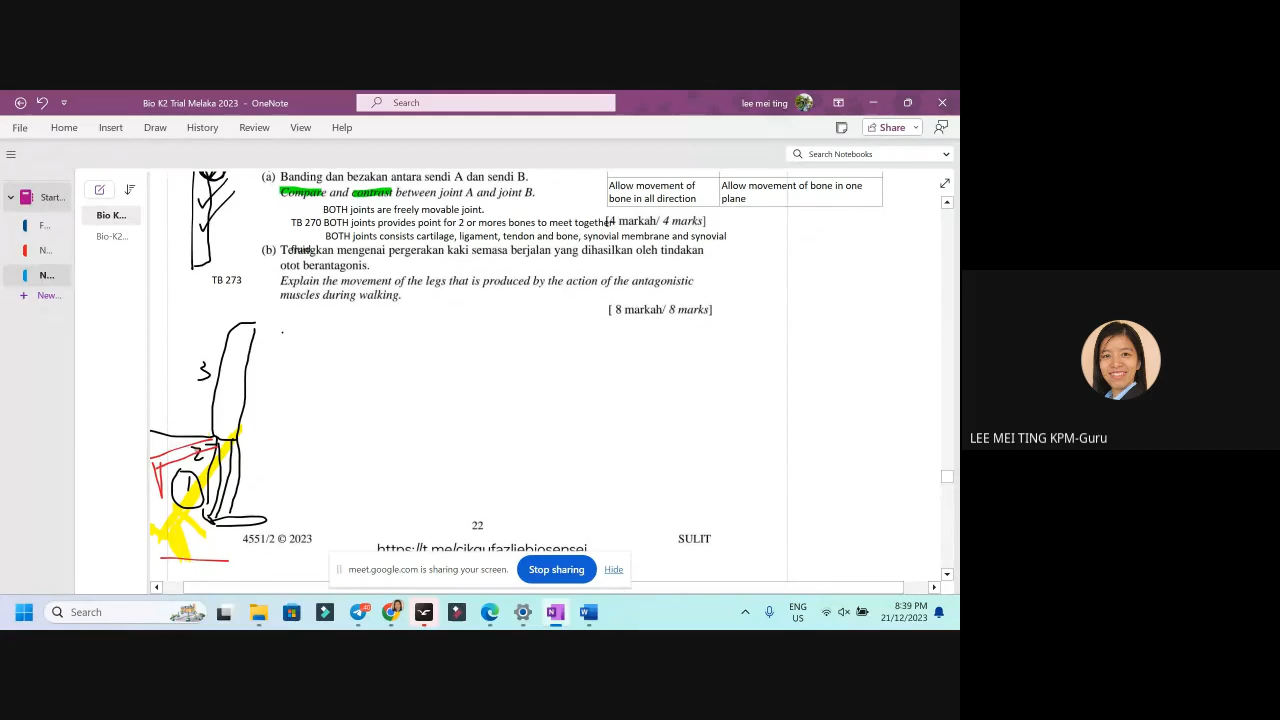 Bio K2 Trial Melaka 2023 - OneNote
Search
lee mei ting
File Home Insert Draw History Review View Help
Share
Search Notebooks
Start...
Bio K...
Bio-K2...
F...
N...
N...
New...
(a) Banding dan bezakan antara sendi A dan sendi B.
Compare and contrast between joint A and joint B.
Allow movement of bone in all direction
Allow movement of bone in one plane
BOTH joints are freely movable joint.
TB 270 BOTH joints provides point for 2 or mores bones to meet together
[4 markah/ 4 marks]
BOTH joints consists cartilage, ligament, tendon and bone, synovial membrane and synovial
(b) Terangkan mengenai pergerakan kaki semasa berjalan yang dihasilkan oleh tindakan
otot berantagonis.
TB 273
Explain the movement of the legs that is produced by the action of the antagonistic
muscles during walking.
[ 8 markah/ 8 marks]
3
2
1
22
4551/2 © 2023
SULIT
https://t.me/cikgufazliebiosensei
meet.google.com is sharing your screen.
Stop sharing
Hide
LEE MEI TING KPM-Guru
Search
ENG
US
8:39 PM
21/12/2023